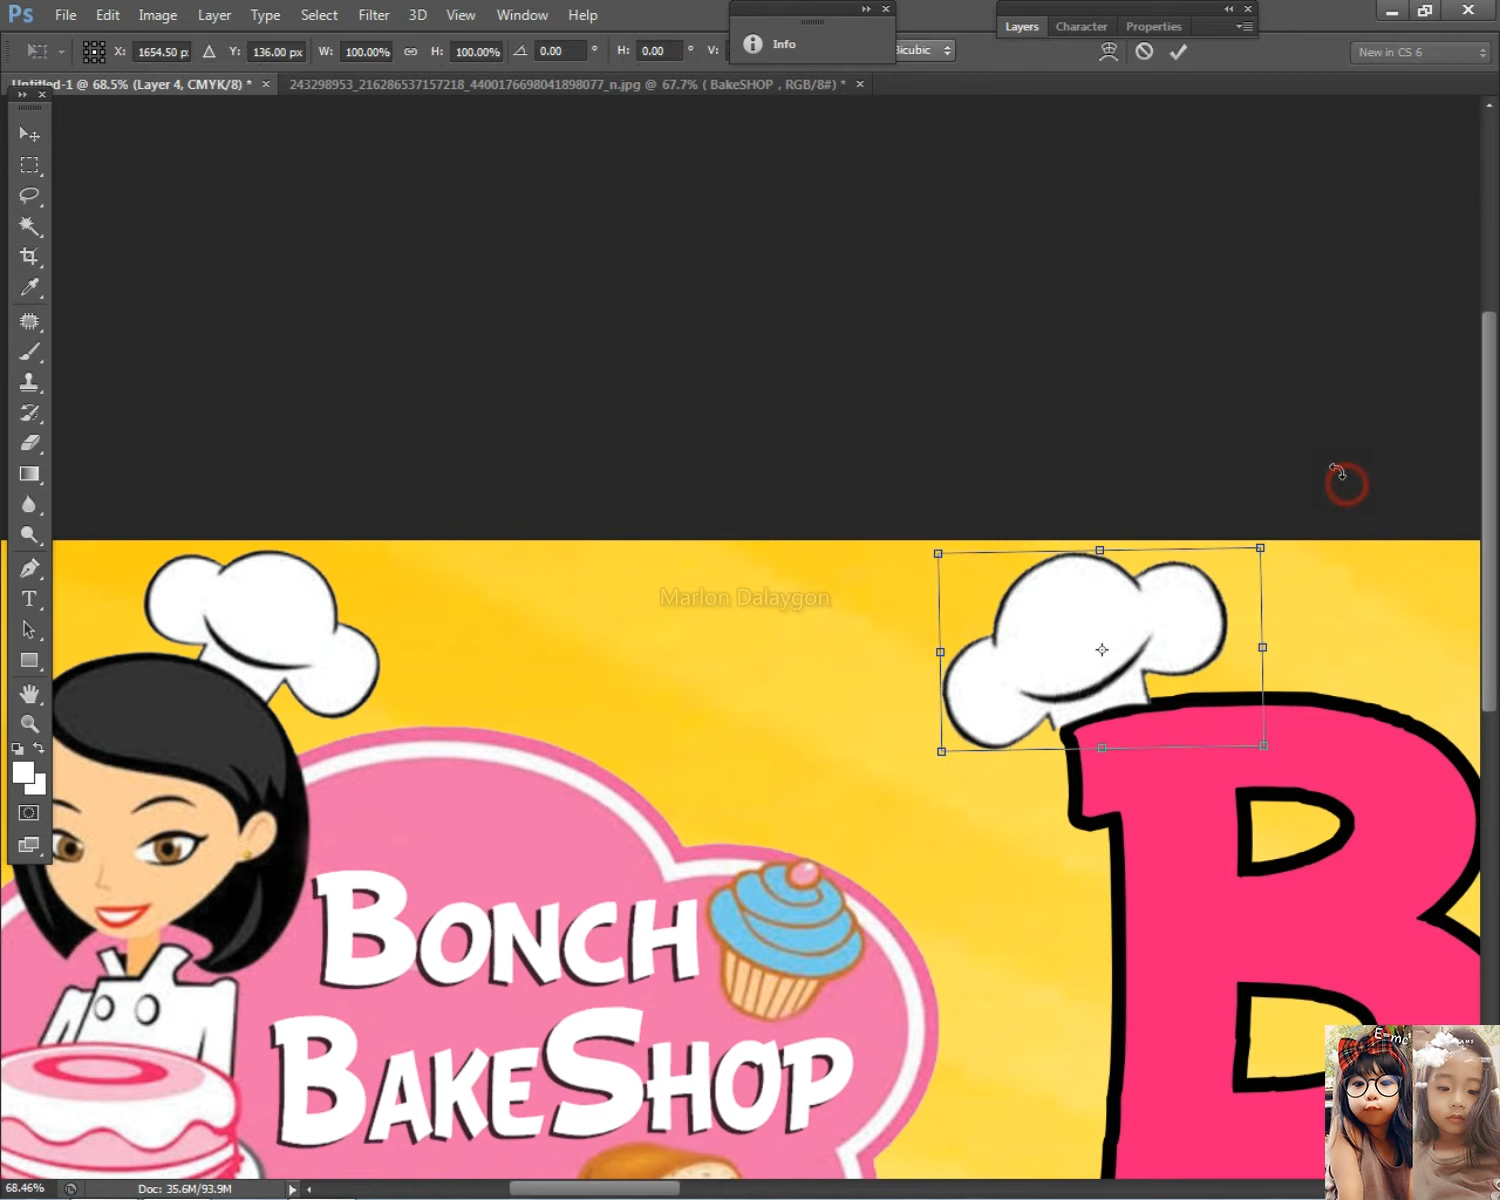 Ps File Edit Image Layer Type Select Filter 3D View Window Help
Info
Layers Character Properties
X: 1654.50 p Y: 136.00 px W: 100.00% H: 100.00% 0.00 ° H: 0.00 ° V: Bicubic
New in CS 6
Untitled-1 @ 68.5% (Layer 4, CMYK/8) * ×
243298953_216286537157218_4400176698041898077_n.jpg @ 67.7% ( BakeSHOP , RGB/8#) * ×
T
Marlon Dalaygon
BONCH
BAKESHOP
B
E=mc²
68.46% Doc: 35.6M/93.9M